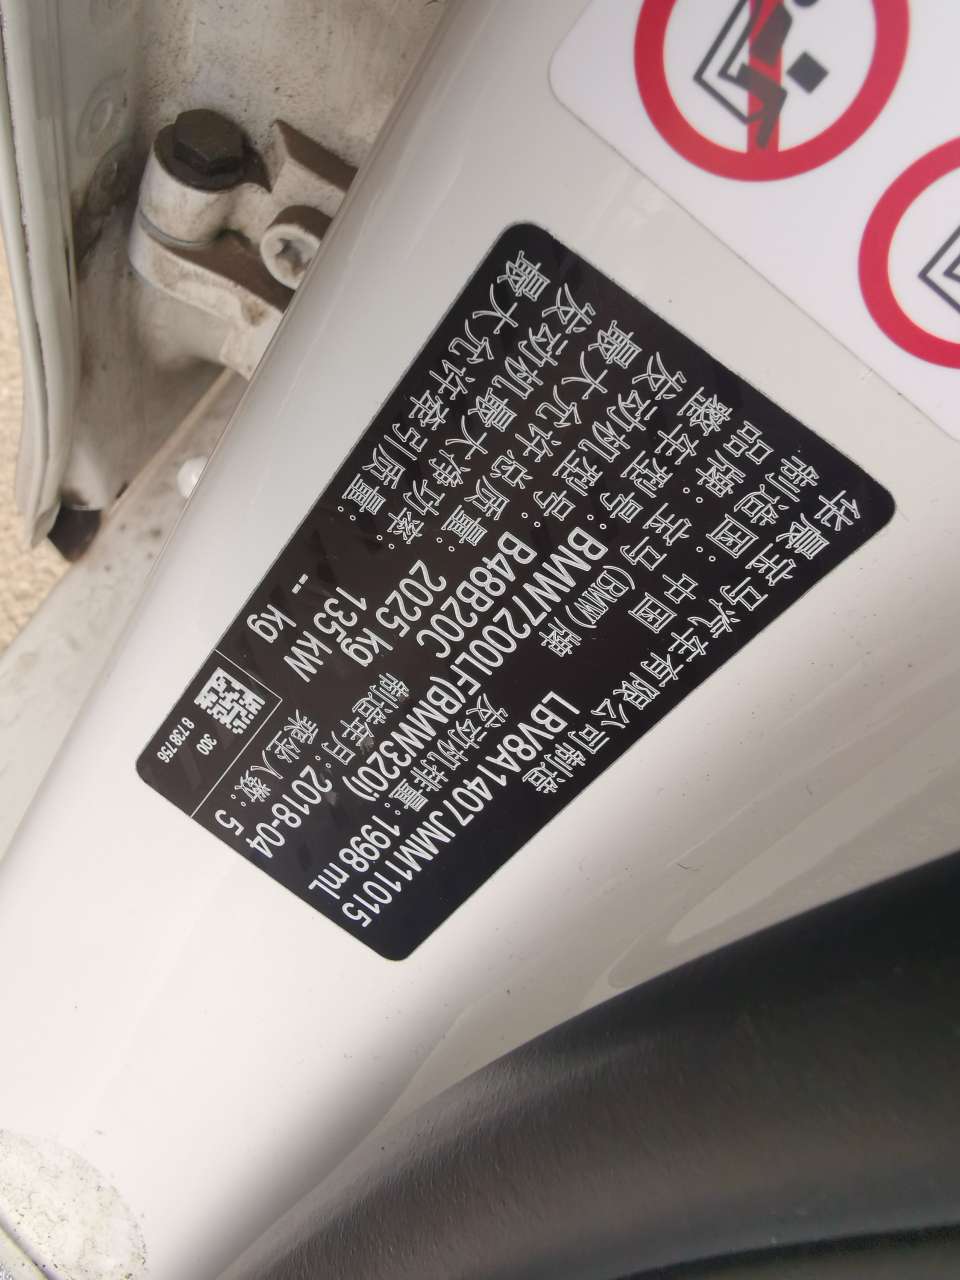 华晨宝马汽车有限公司制造
制造国: 中国 LBV8A1407JMM11015
品牌: 宝马(BMW)牌
整车型号: BMW7200LF(BMW320i)
发动机型号: B48B20C 发动机排量: 1998 mL
最大允许总质量: 2025 kg 制造年月: 2018-04
发动机最大净功率: 135 kW 乘坐人数: 5
最大允许牵引质量: -- kg
300
8 738 756